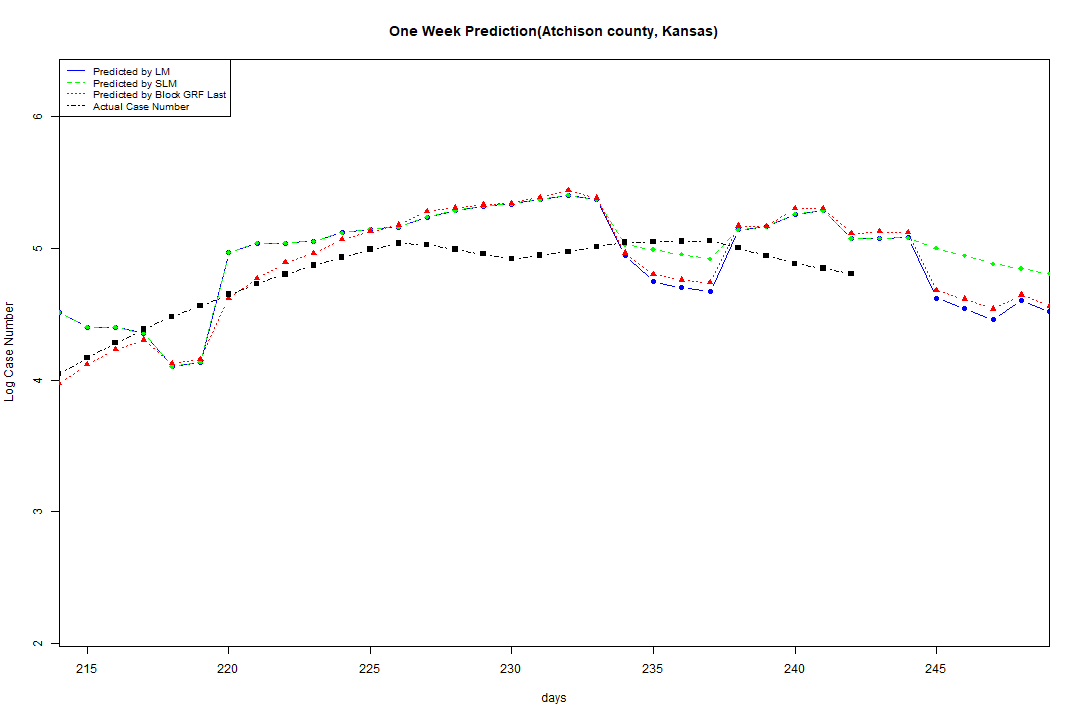 One Week Prediction(Atchison county, Kansas)
Predicted by LM
Predicted by SLM
Predicted by Block GRF Last
Actual Case Number
6
5
4
3
2
Log Case Number
215 220 225 230 235 240 245
days